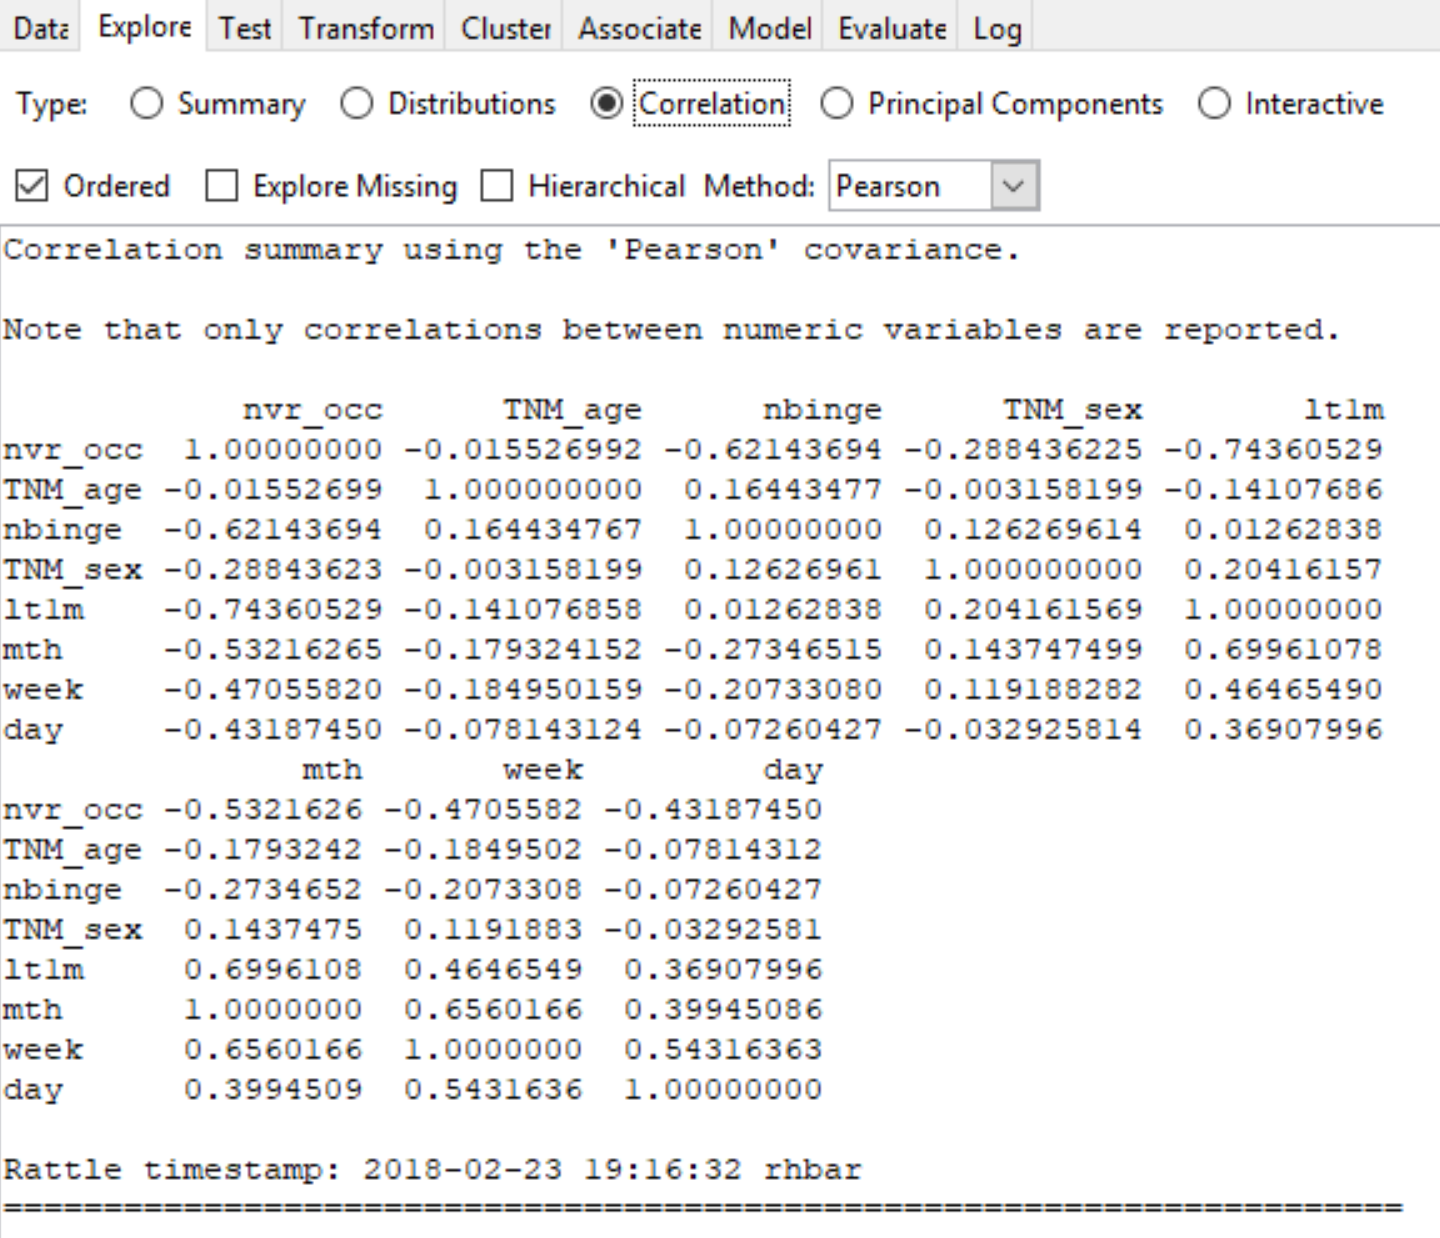 Data Explore Test Transform Cluster Associate Model Evaluate Log
Type: Summary Distributions Correlation Principal Components Interactive
Ordered Explore Missing Hierarchical Method: Pearson
Correlation summary using the 'Pearson' covariance.
Note that only correlations between numeric variables are reported.
nvr_occ TNM_age nbinge TNM_sex ltlm
nvr_occ 1.00000000 -0.015526992 -0.62143694 -0.288436225 -0.74360529
TNM_age -0.01552699 1.000000000 0.16443477 -0.003158199 -0.14107686
nbinge -0.62143694 0.164434767 1.00000000 0.126269614 0.01262838
TNM_sex -0.28843623 -0.003158199 0.12626961 1.000000000 0.20416157
ltlm -0.74360529 -0.141076858 0.01262838 0.204161569 1.00000000
mth -0.53216265 -0.179324152 -0.27346515 0.143747499 0.69961078
week -0.47055820 -0.184950159 -0.20733080 0.119188282 0.46465490
day -0.43187450 -0.078143124 -0.07260427 -0.032925814 0.36907996
mth week day
nvr_occ -0.5321626 -0.4705582 -0.43187450
TNM_age -0.1793242 -0.1849502 -0.07814312
nbinge -0.2734652 -0.2073308 -0.07260427
TNM_sex 0.1437475 0.1191883 -0.03292581
ltlm 0.6996108 0.4646549 0.36907996
mth 1.0000000 0.6560166 0.39945086
week 0.6560166 1.0000000 0.54316363
day 0.3994509 0.5431636 1.00000000
Rattle timestamp: 2018-02-23 19:16:32 rhbar
======================================================================